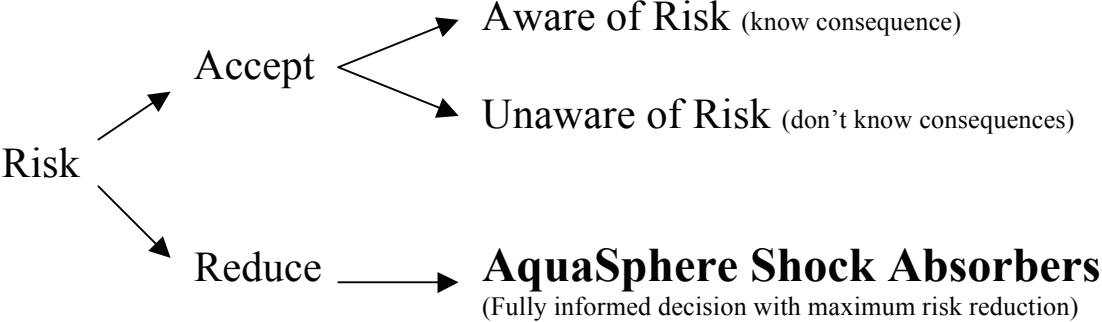 Aware of Risk (know consequence)
Accept
Unaware of Risk (don’t know consequences)
Risk
Reduce
AquaSphere Shock Absorbers
(Fully informed decision with maximum risk reduction)